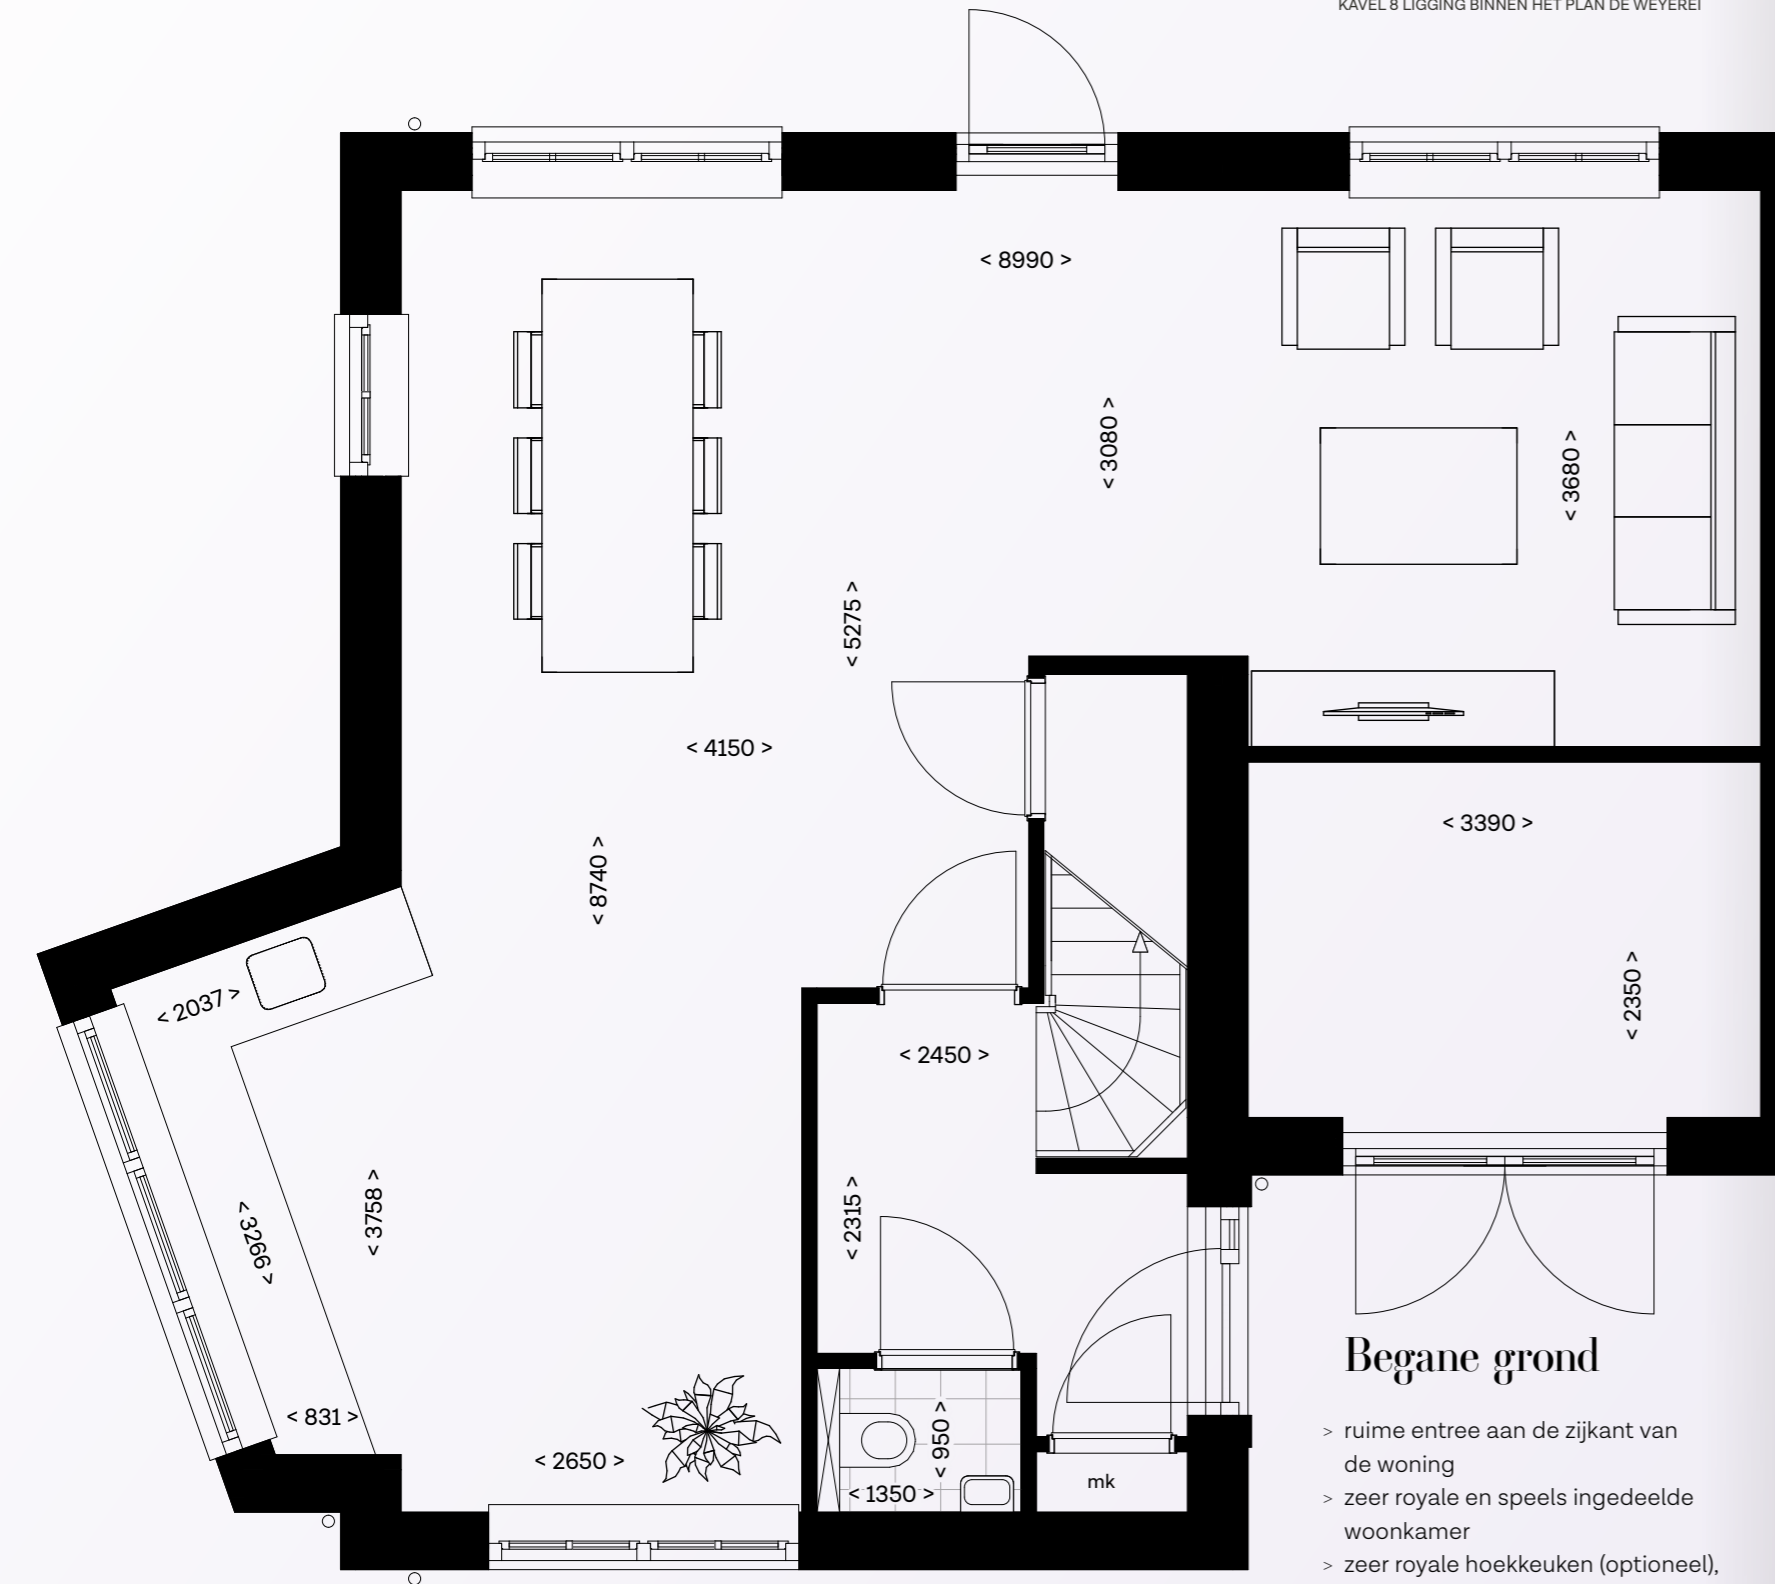 KAVEL 8 LIGGING BINNEN HET PLAN DE WEYEREI
< 8990 >
< 3080 >
< 3680 >
< 5275 >
< 4150 >
< 3390 >
< 8740 >
< 2350 >
< 2037 >
< 2450 >
< 3758 >
< 2315 >
< 3266 >
< 831 >
< 2650 >
< 950 >
< 1350 >
mk
Begane grond
> ruime entree aan de zijkant van
de woning
> zeer royale en speels ingedeelde
woonkamer
> zeer royale hoekkeuken (optioneel),